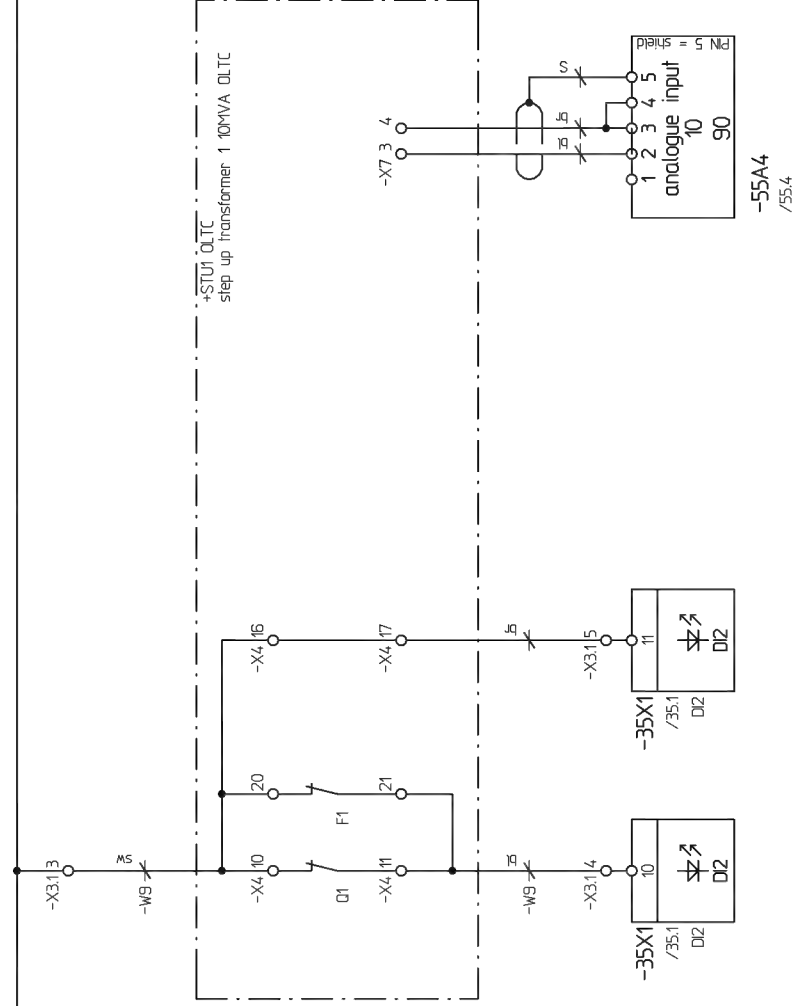 -X3.1 3
sw
-W9
+STU1 OLTC
step up transformer 1 10MVA OLTC
-X4 10
20
-X4 16
Q1
F1
-X4 11
21
-X4 17
-X7 3
4
bl
-W9
gr
bl
br
S
-X3.1 4
-X3.1 5
10
DI2
-35X1
/35.1
DI2
11
DI2
-35X1
/35.1
DI2
1
2
3
4
5
PIN 5 = shield
analogue input
10
90
-55A4
/55.4